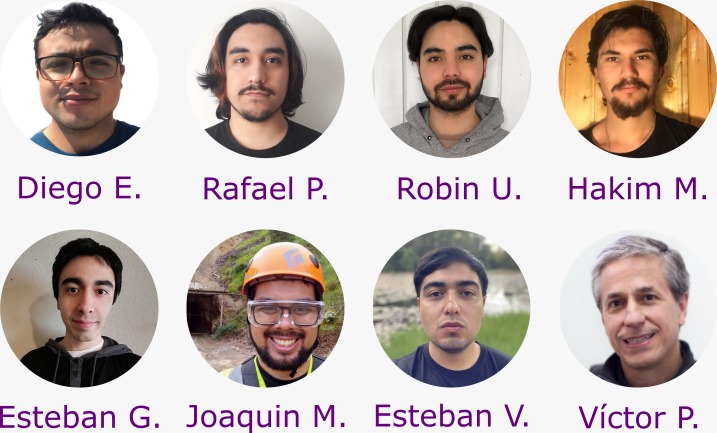 Diego E. Rafael P. Robin U. Hakim M.
Esteban G. Joaquin M. Esteban V. Víctor P.